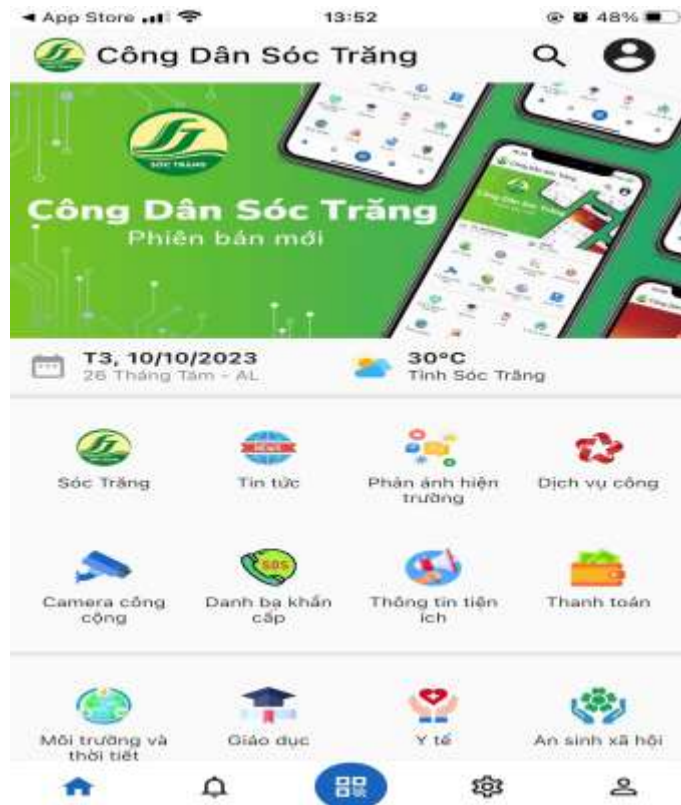 ◄ App Store
13:52
48%
Công Dân Sóc Trăng
SÓC TRĂNG
Công Dân Sóc Trăng
Phiên bản mới
T3, 10/10/2023
26 Tháng Tám - AL
30°C
Tỉnh Sóc Trăng
Sóc Trăng
NEWS
Tin tức
Phản ánh hiện
trường
Dịch vụ công
Camera công
cộng
SOS
Danh bạ khẩn
cấp
Thông tin tiện
ích
Thanh toán
Môi trường và
thời tiết
Giáo dục
Y tế
An sinh xã hội